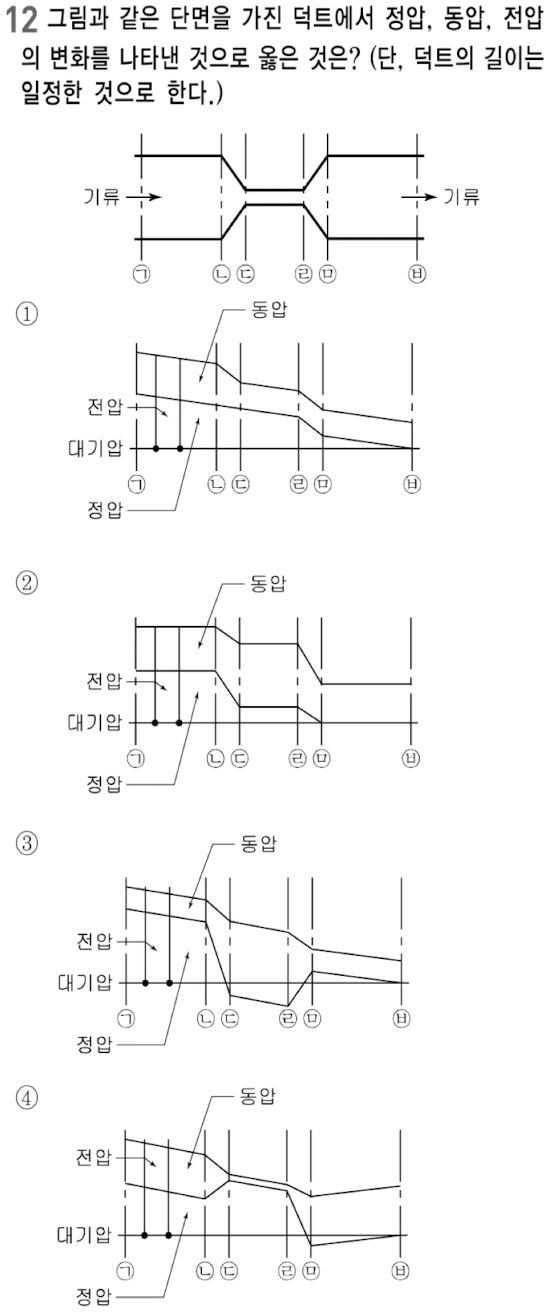 12 그림과 같은 단면을 가진 덕트에서 정압, 동압, 전압
의 변화를 나타낸 것으로 옳은 것은? (단, 덕트의 길이는
일정한 것으로 한다.)
기류 기류
㉠ ㉡ ㉢ ㉣ ㉤ ㉥
①
동압
전압
대기압
㉠ ㉡ ㉢ ㉣ ㉤ ㉥
정압
②
동압
전압
대기압
㉠ ㉡ ㉢ ㉣ ㉤ ㉥
정압
③
동압
전압
대기압
㉠ ㉡ ㉢ ㉣ ㉤ ㉥
정압
④
동압
전압
대기압
㉠ ㉡ ㉢ ㉣ ㉤ ㉥
정압